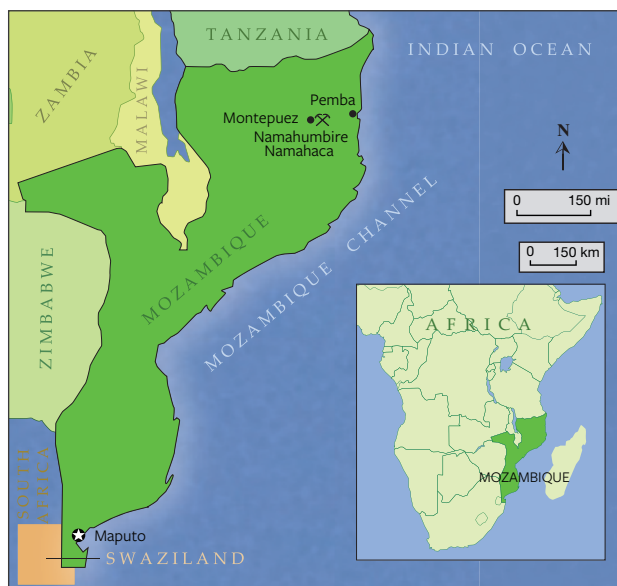 TANZANIA
INDIAN OCEAN
ZAMBIA
MALAWI
Pemba
Montepuez
Namahumbire
Namahaca
N
0 150 mi
0 150 km
MOZAMBIQUE
MOZAMBIQUE CHANNEL
ZIMBABWE
AFRICA
MOZAMBIQUE
SOUTH
AFRICA
Maputo
SWAZILAND